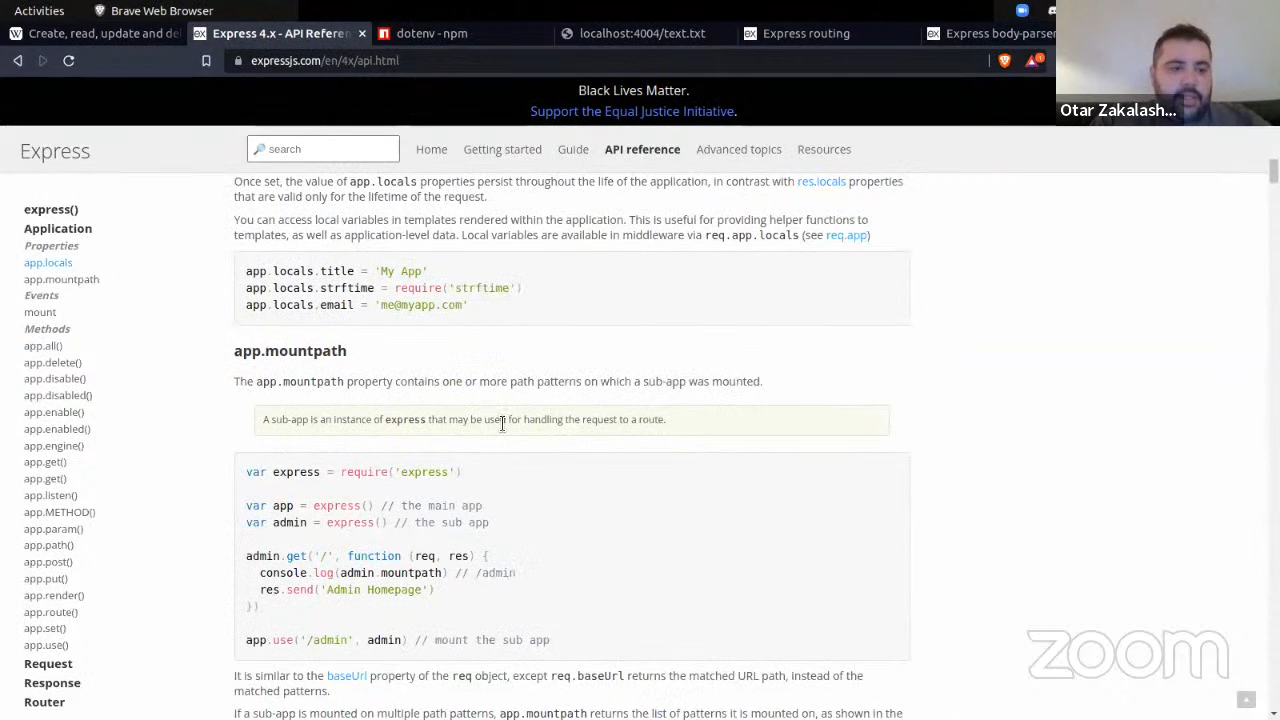 Activities
Brave Web Browser
Create, read, update and del
Express 4.x - API Referen
dotenv - npm
localhost:4004/text.txt
Express routing
Express body-parser
expressjs.com/en/4x/api.html
Otar Zakalash...
Black Lives Matter.
Support the Equal Justice Initiative.
Express
search
Home
Getting started
Guide
API reference
Advanced topics
Resources
express()
Application
Properties
app.locals
app.mountpath
Events
mount
Methods
app.all()
app.delete()
app.disable()
app.disabled()
app.enable()
app.enabled()
app.engine()
app.get()
app.get()
app.listen()
app.METHOD()
app.param()
app.path()
app.post()
app.put()
app.render()
app.route()
app.set()
app.use()
Request
Response
Router
Once set, the value of app.locals properties persist throughout the life of the application, in contrast with res.locals properties
that are valid only for the lifetime of the request.
You can access local variables in templates rendered within the application. This is useful for providing helper functions to
templates, as well as application-level data. Local variables are available in middleware via req.app.locals (see req.app)
app.locals.title = 'My App'
app.locals.strftime = require('strftime')
app.locals.email = 'me@myapp.com'
app.mountpath
The app.mountpath property contains one or more path patterns on which a sub-app was mounted.
A sub-app is an instance of express that may be used for handling the request to a route.
var express = require('express')
var app = express() // the main app
var admin = express() // the sub app
admin.get('/', function (req, res) {
console.log(admin.mountpath) // /admin
res.send('Admin Homepage')
})
app.use('/admin', admin) // mount the sub app
It is similar to the baseUrl property of the req object, except req.baseUrl returns the matched URL path, instead of the
matched patterns.
If a sub-app is mounted on multiple path patterns, app.mountpath returns the list of patterns it is mounted on, as shown in the
zoom